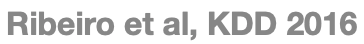 Ribeiro et al, KDD 2016